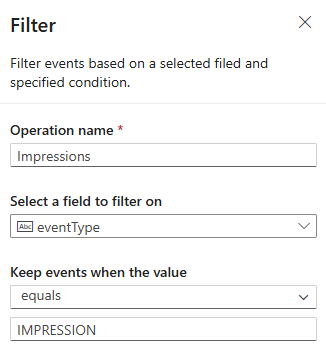 Filter
Filter events based on a selected filed and
specified condition.
Operation name *
Impressions
Select a field to filter on
Abc eventType
Keep events when the value
equals
IMPRESSION